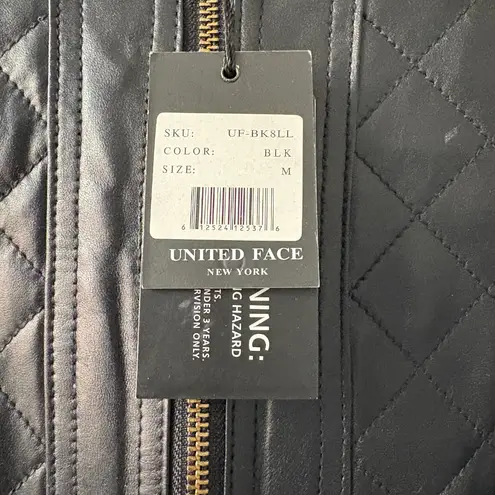 SKU: UF-BK8LL
COLOR: BLK
SIZE: M
6 12524 12537 6
UNITED FACE
NEW YORK
NING:
G HAZARD
TS.
NDER 3 YEARS.
RVISION ONLY.